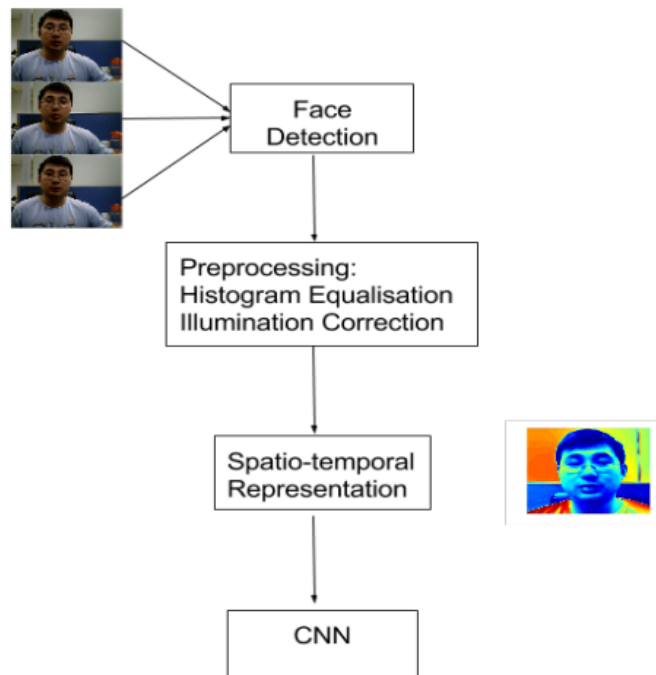 Face
Detection
Preprocessing:
Histogram Equalisation
Illumination Correction
Spatio-temporal
Representation
CNN